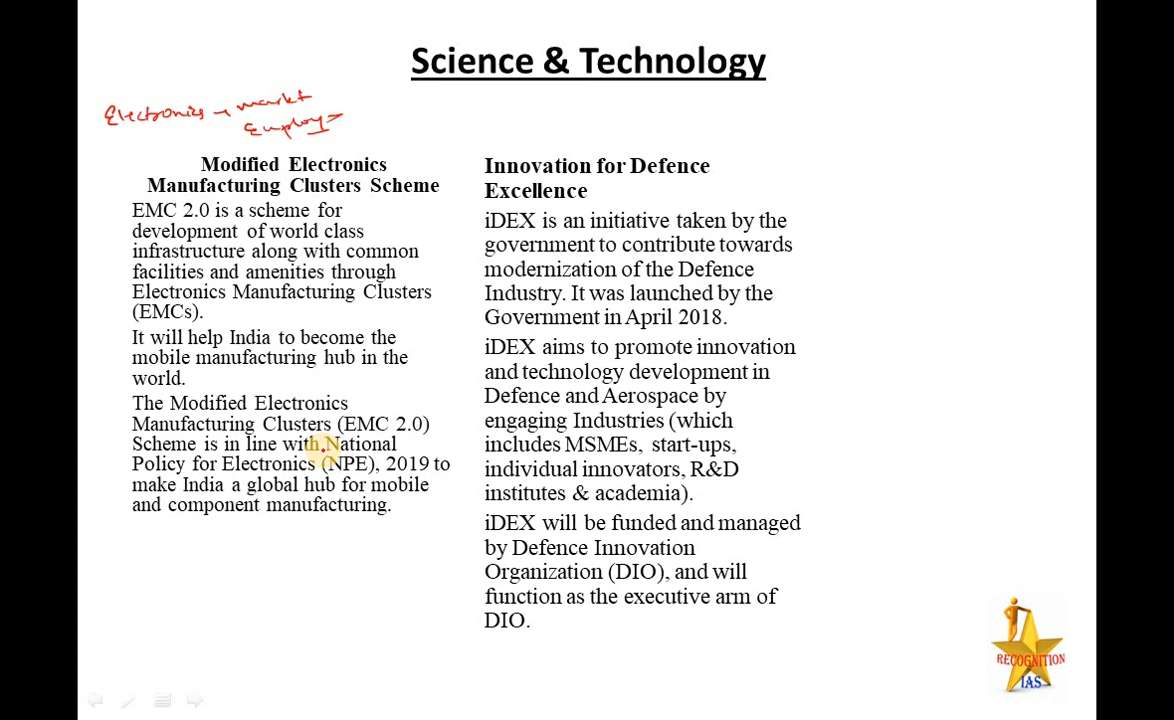 Science & Technology
Electronics → market
Employ
Modified Electronics
Manufacturing Clusters Scheme
EMC 2.0 is a scheme for
development of world class
infrastructure along with common
facilities and amenities through
Electronics Manufacturing Clusters
(EMCs).
It will help India to become the
mobile manufacturing hub in the
world.
The Modified Electronics
Manufacturing Clusters (EMC 2.0)
Scheme is in line with National
Policy for Electronics (NPE), 2019 to
make India a global hub for mobile
and component manufacturing.
Innovation for Defence
Excellence
iDEX is an initiative taken by the
government to contribute towards
modernization of the Defence
Industry. It was launched by the
Government in April 2018.
iDEX aims to promote innovation
and technology development in
Defence and Aerospace by
engaging Industries (which
includes MSMEs, start-ups,
individual innovators, R&D
institutes & academia).
iDEX will be funded and managed
by Defence Innovation
Organization (DIO), and will
function as the executive arm of
DIO.
RECOGNITION
IAS